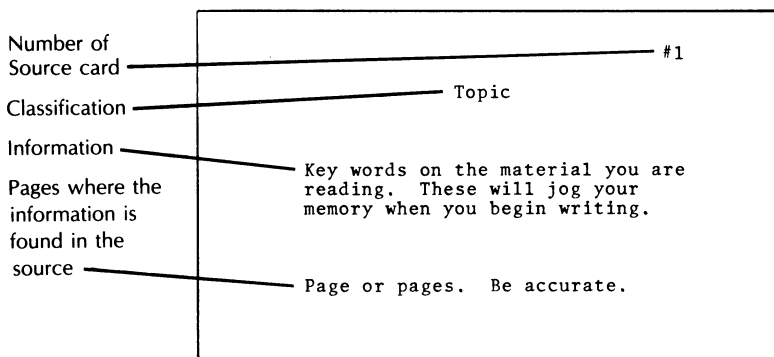 Number of
Source card
#1
Classification
Topic
Information
Key words on the material you are
reading. These will jog your
memory when you begin writing.
Pages where the
information is
found in the
source
Page or pages. Be accurate.